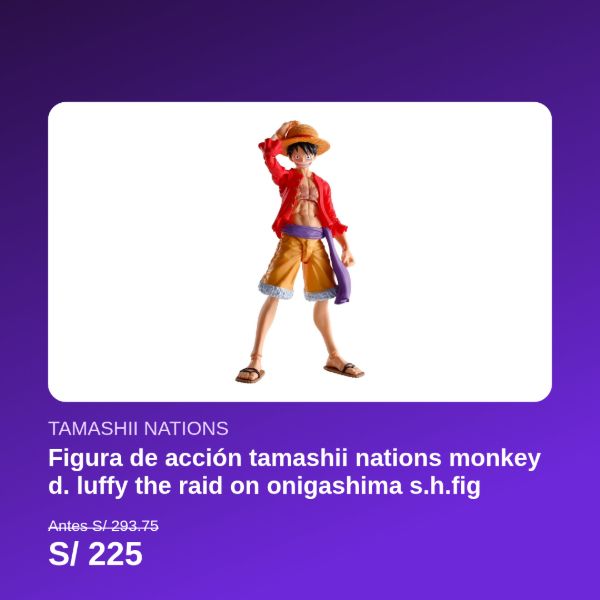 TAMASHII NATIONS
Figura de acción tamashii nations monkey
d. luffy the raid on onigashima s.h.fig
Antes S/ 293.75
S/ 225